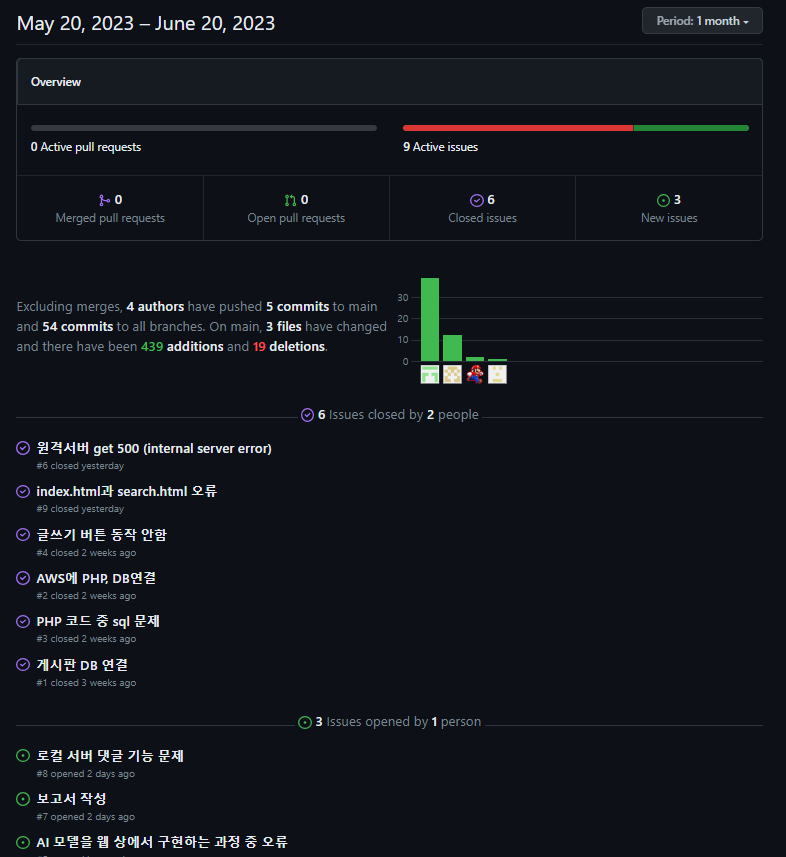 May 20, 2023 – June 20, 2023
Period: 1 month
Overview
0 Active pull requests
9 Active issues
0
Merged pull requests
0
Open pull requests
6
Closed issues
3
New issues
Excluding merges, 4 authors have pushed 5 commits to main
and 54 commits to all branches. On main, 3 files have changed
and there have been 439 additions and 19 deletions.
30
20
10
0
6 Issues closed by 2 people
원격서버 get 500 (internal server error)
#6 closed yesterday
index.html과 search.html 오류
#9 closed yesterday
글쓰기 버튼 동작 안함
#4 closed 2 weeks ago
AWS에 PHP, DB연결
#2 closed 2 weeks ago
PHP 코드 중 sql 문제
#3 closed 2 weeks ago
게시판 DB 연결
#1 closed 3 weeks ago
3 Issues opened by 1 person
로컬 서버 댓글 기능 문제
#8 opened 2 days ago
보고서 작성
#7 opened 2 days ago
AI 모델을 웹 상에서 구현하는 과정 중 오류